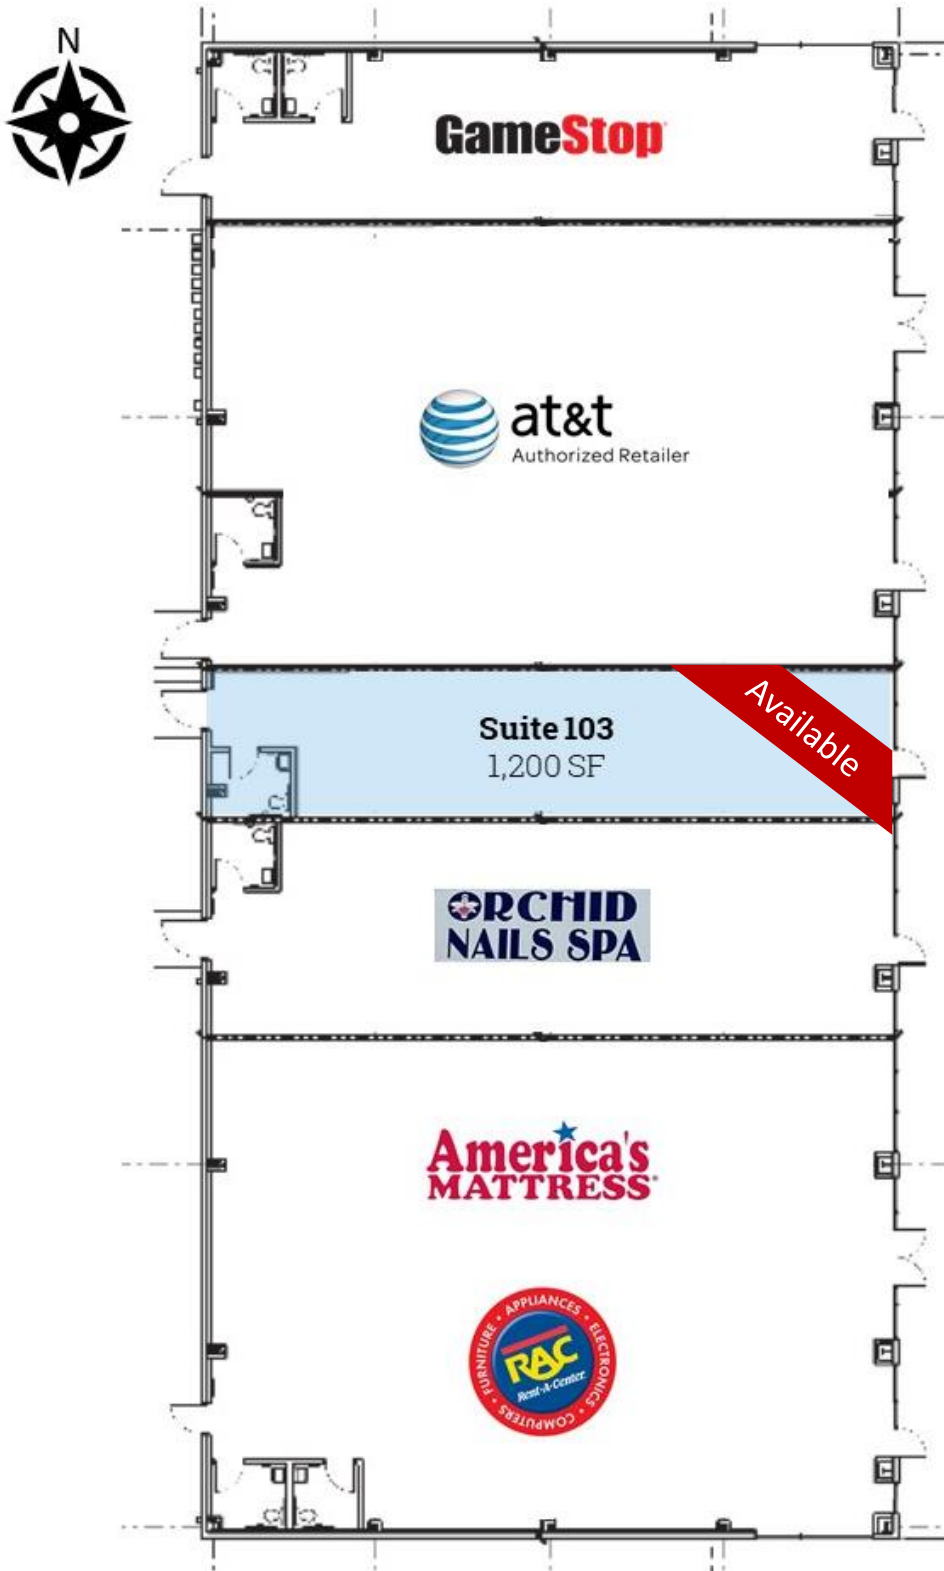 N
GameStop
at&t
Authorized Retailer
Available
Suite 103
1,200 SF
ORCHID
NAILS SPA
America's
MATTRESS
FURNITURE • APPLIANCES • ELECTRONICS • COMPUTERS •
RAC
Rent-A-Center